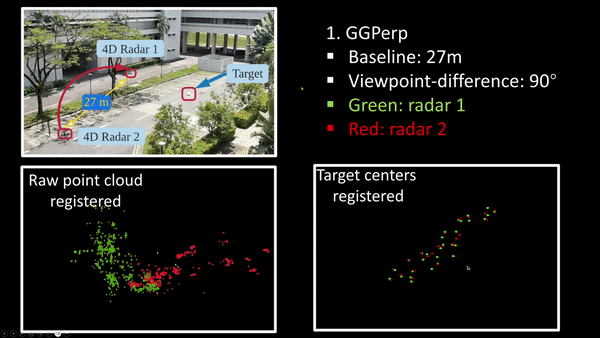 4D Radar 1
Target
27 m
4D Radar 2
1. GGPerp
▪ Baseline: 27m
▪ Viewpoint-difference: 90°
▪ Green: radar 1
▪ Red: radar 2
Raw point cloud
registered
Target centers
registered